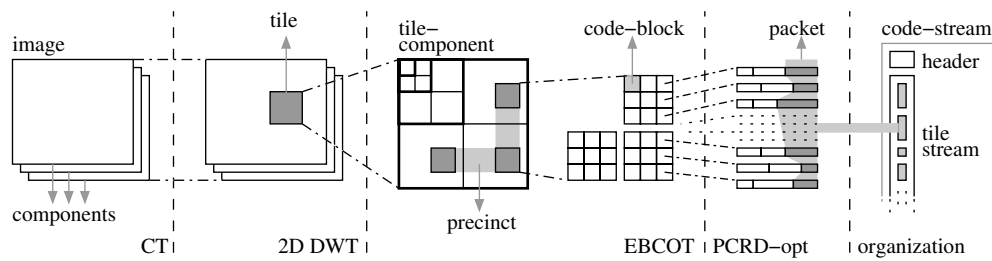 tile
image
tile–
component
code–block
packet
code–stream
header
tile
stream
components
precinct
CT
2D DWT
EBCOT
PCRD–opt
organization